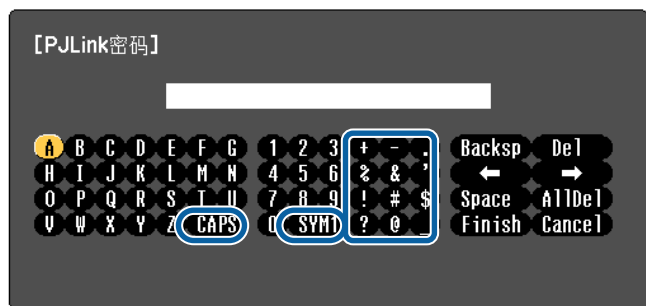 [PJLink密码]
A B C D E F G 1 2 3 + - . Backsp Del
H I J K L M N 4 5 6 % & ' ← →
O P Q R S T U 7 8 9 ! # $ Space AllDel
V W X Y Z CAPS 0 SYM1 ? @ _ Finish Cancel